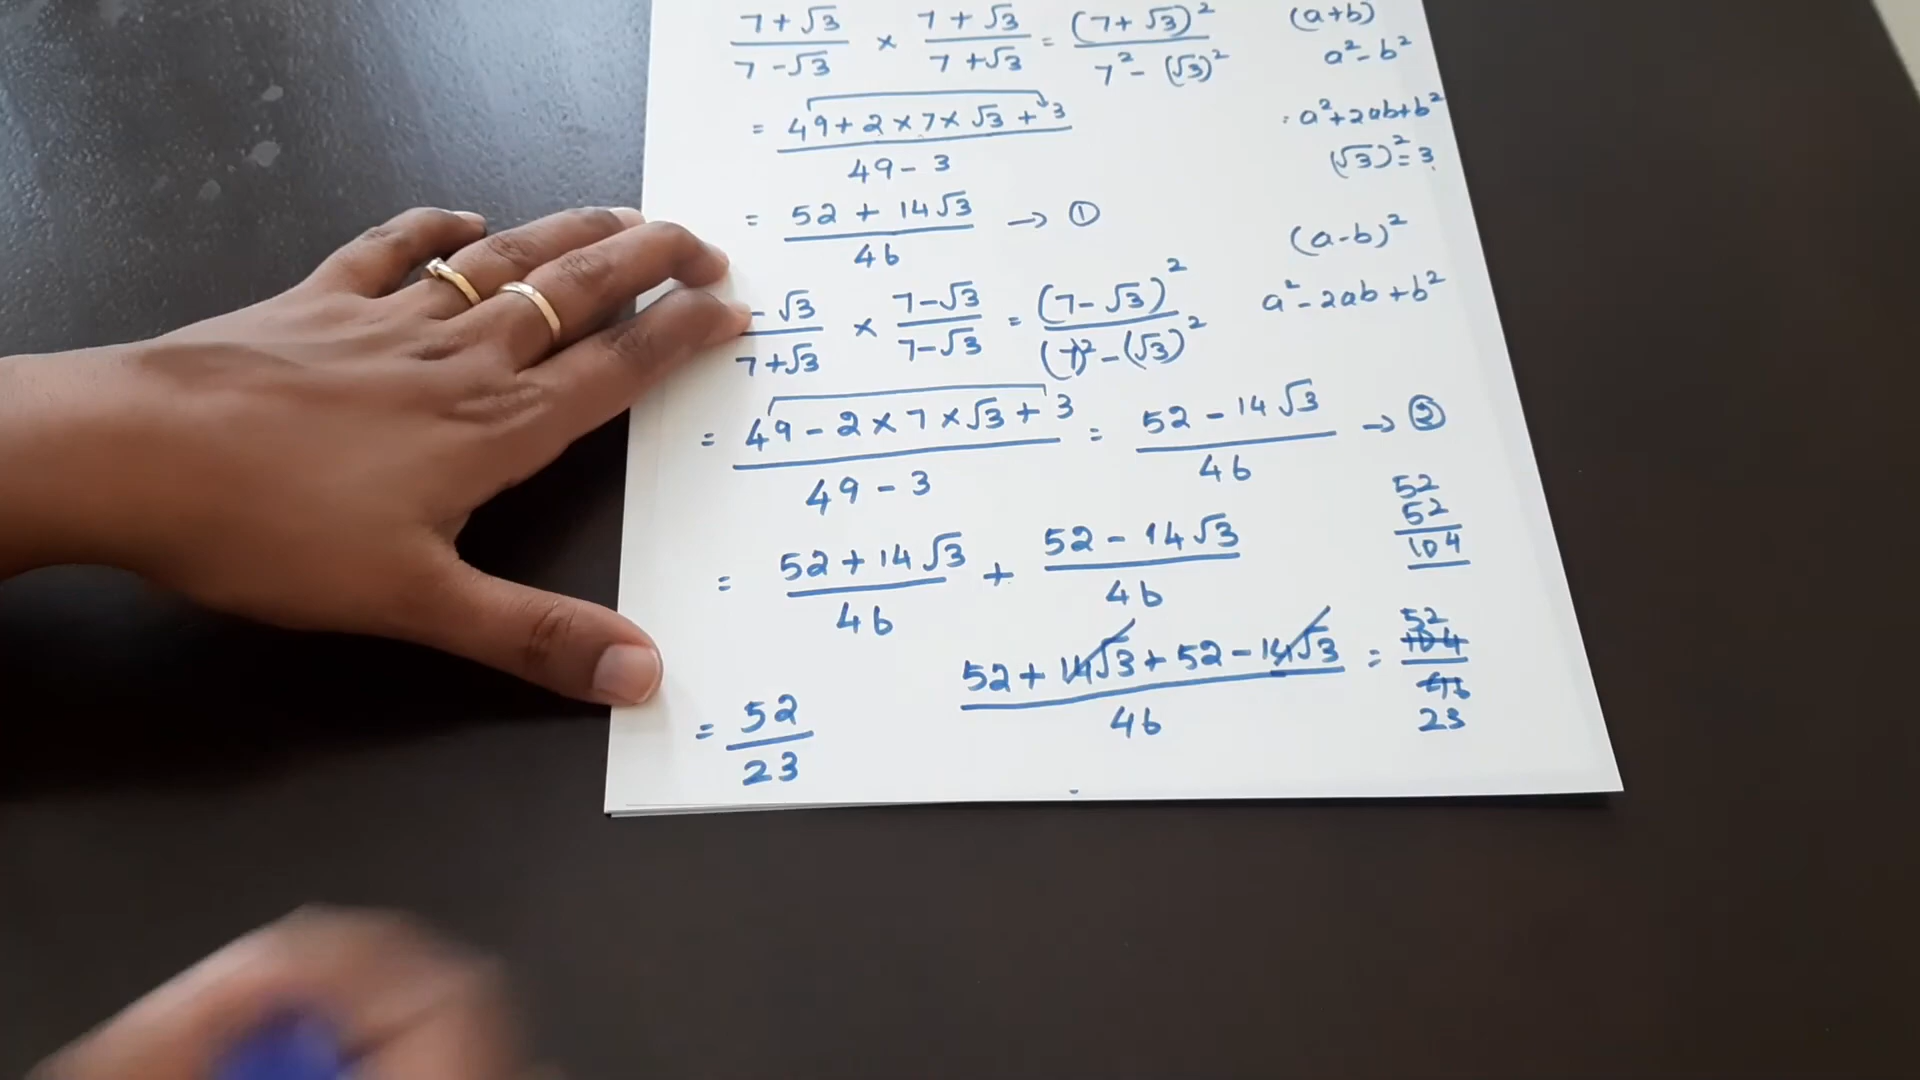 (7+√3)/(7-√3) × (7+√3)/(7+√3) = (7+√3)²/(7²-(√3)²)
(a+b)
a²-b²
= (49+2×7×√3+3)/(49-3)
= a²+2ab+b²
(√3)²=3
= (52+14√3)/46 → ①
(a-b)²
-√3/(7+√3) × (7-√3)/(7-√3) = (7-√3)²/((7)²-(√3)²)
a²-2ab+b²
= (49-2×7×√3+3)/(49-3) = (52-14√3)/46 → ②
52
52
104
= (52+14√3)/46 + (52-14√3)/46
(52+14√3+52-14√3)/46 = 104/46
52
23
= 52/23